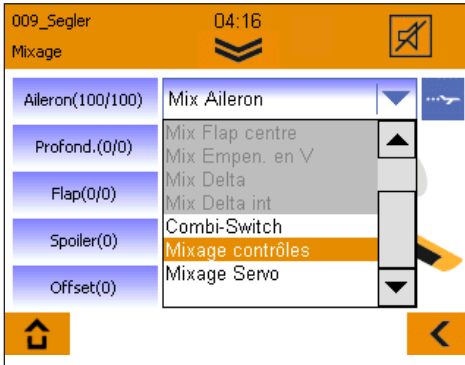 009_Segler
04:16
Mixage
Aileron(100/100)
Mix Aileron
Profond.(0/0)
Mix Flap centre
Mix Empen. en V
Flap(0/0)
Mix Delta
Mix Delta int
Spoiler(0)
Combi-Switch
Mixage contrôles
Offset(0)
Mixage Servo